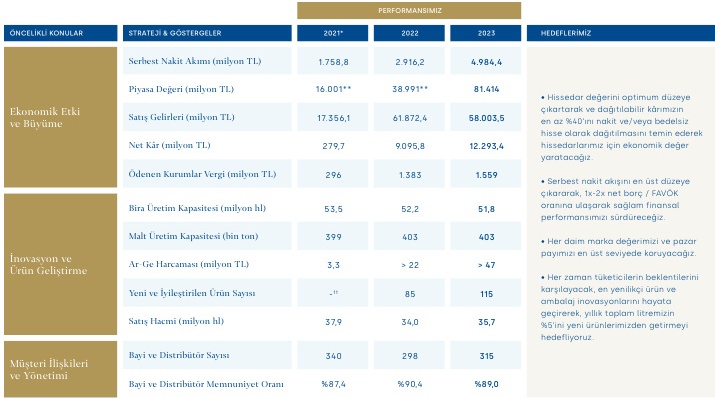 PERFORMANSIMIZ
ÖNCELİKLİ KONULAR
STRATEJİ & GÖSTERGELER
2021*
2022
2023
HEDEFLERİMİZ
Ekonomik Etki
ve Büyüme
Serbest Nakit Akımı (milyon TL) 1.758,8 2.916,2 4.984,4
Piyasa Değeri (milyon TL) 16.001** 38.991** 81.414
Satış Gelirleri (milyon TL) 17.356,1 61.872,4 58.003,5
Net Kâr (milyon TL) 279,7 9.095,8 12.293,4
Ödenen Kurumlar Vergi (milyon TL) 296 1.383 1.559
İnovasyon ve
Ürün Geliştirme
Bira Üretim Kapasitesi (milyon hl) 53,5 52,2 51,8
Malt Üretim Kapasitesi (bin ton) 399 403 403
Ar-Ge Harcaması (milyon TL) 3,3 > 22 > 47
Yeni ve İyileştirilen Ürün Sayısı 85 115
Satış Hacmi (milyon hl) 37,9 34,0 35,7
Müşteri İlişkileri
ve Yönetimi
Bayi ve Distribütör Sayısı 340 298 315
Bayi ve Distribütör Memnuniyet Oranı %87,4 %90,4 %89,0
• Hissedar değerini optimum düzeye
çıkartarak ve dağıtılabilir kârımızın
en az %40'ını nakit ve/veya bedelsiz
hisse olarak dağıtılmasını temin ederek
hissedarlarımız için ekonomik değer
yaratacağız.
• Serbest nakit akışını en üst düzeye
çıkararak, 1x-2x net borç / FAVÖK
oranına ulaşarak sağlam finansal
performansımızı sürdüreceğiz.
• Her daim marka değerimizi ve pazar
payımızı en üst seviyede koruyacağız.
• Her zaman tüketicilerin beklentilerini
karşılayacak, en yenilikçi ürün ve
ambalaj inovasyonlarını hayata
geçirerek, yıllık toplam litremizin
%5'ini yeni ürünlerimizden getirmeyi
hedefliyoruz.